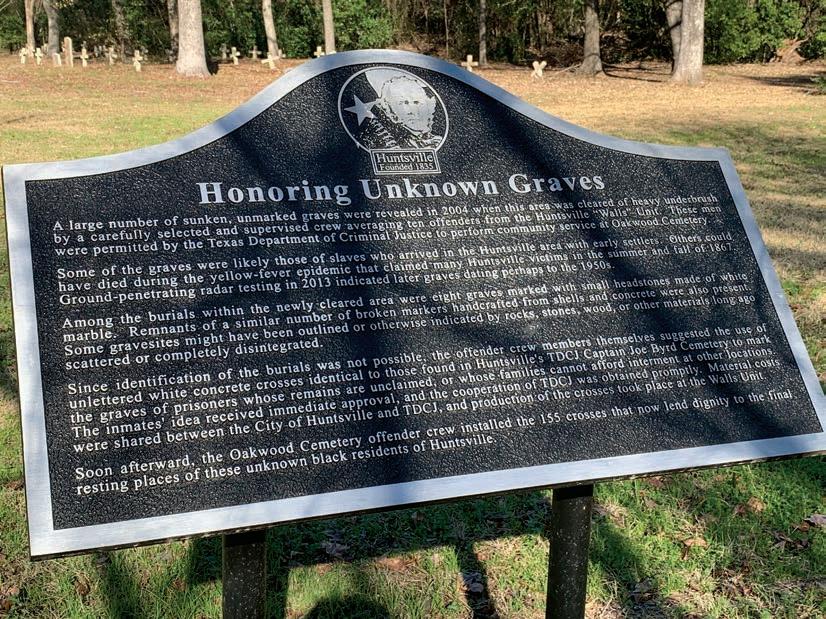 Huntsville
Founded 1835
Honoring Unknown Graves
A large number of sunken, unmarked graves were revealed in 2004 when this area was cleared of heavy underbrush
by a carefully selected and supervised crew averaging ten offenders from the Huntsville "Walls" Unit. These men
were permitted by the Texas Department of Criminal Justice to perform community service at Oakwood Cemetery.
Some of the graves were likely those of slaves who arrived in the Huntsville area with early settlers. Others could
have died during the yellow-fever epidemic that claimed many Huntsville victims in the summer and fall of 1867.
Ground-penetrating radar testing in 2013 indicated later graves dating perhaps to the 1950s.
Among the burials within the newly cleared area were eight graves marked with small headstones made of white
marble. Remnants of a similar number of broken markers handcrafted from shells and concrete were also present.
Some gravesites might have been outlined or otherwise indicated by rocks, stones, wood, or other materials long ago
scattered or completely disintegrated.
Since identification of the burials was not possible, the offender crew members themselves suggested the use of
unlettered white concrete crosses identical to those found in Huntsville's TDCJ Captain Joe Byrd Cemetery to mark
the graves of prisoners whose remains are unclaimed, or whose families cannot afford interment at other locations.
The inmates' idea received immediate approval, and the cooperation of TDCJ was obtained promptly. Material costs
were shared between the City of Huntsville and TDCJ, and production of the crosses took place at the Walls Unit.
Soon afterward, the Oakwood Cemetery offender crew installed the 155 crosses that now lend dignity to the final
resting places of these unknown black residents of Huntsville.